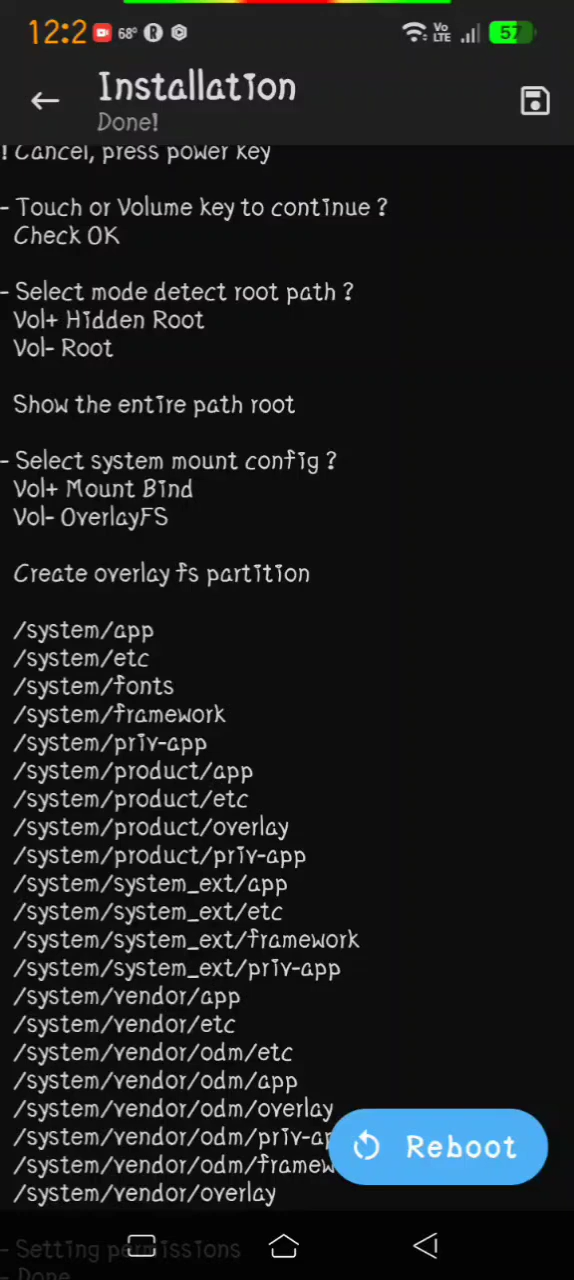 12:2
68°
R
Vo
LTE
57
Installation
Done!
! Cancel, press power key
- Touch or Volume key to continue ?
Check OK
- Select mode detect root path ?
Vol+ Hidden Root
Vol- Root
Show the entire path root
- Select system mount config ?
Vol+ Mount Bind
Vol- OverlayFS
Create overlay fs partition
/system/app
/system/etc
/system/fonts
/system/framework
/system/priv-app
/system/product/app
/system/product/etc
/system/product/overlay
/system/product/priv-app
/system/system_ext/app
/system/system_ext/etc
/system/system_ext/framework
/system/system_ext/priv-app
/system/vendor/app
/system/vendor/etc
/system/vendor/odm/etc
/system/vendor/odm/app
/system/vendor/odm/overlay
/system/vendor/odm/priv-ap
/system/vendor/odm/framew
/system/vendor/overlay
Reboot
- Setting permissions
- Done